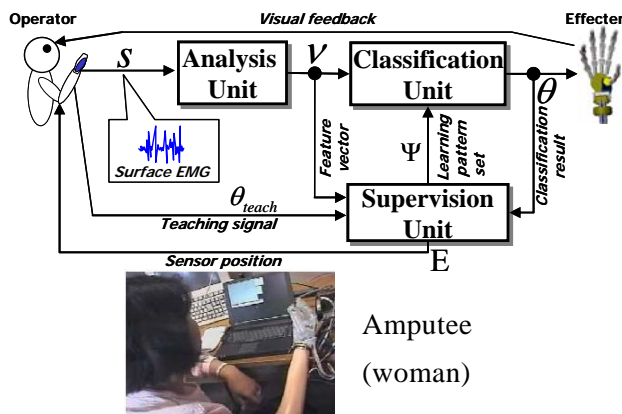 Operator
Visual feedback
Effecter
s
Analysis
Unit
ν
Classification
Unit
θ
Surface EMG
Feature
vector
Ψ
Learning
pattern
set
Classification
result
θteach
Teaching signal
Supervision
Unit
Sensor position
E
Amputee
(woman)